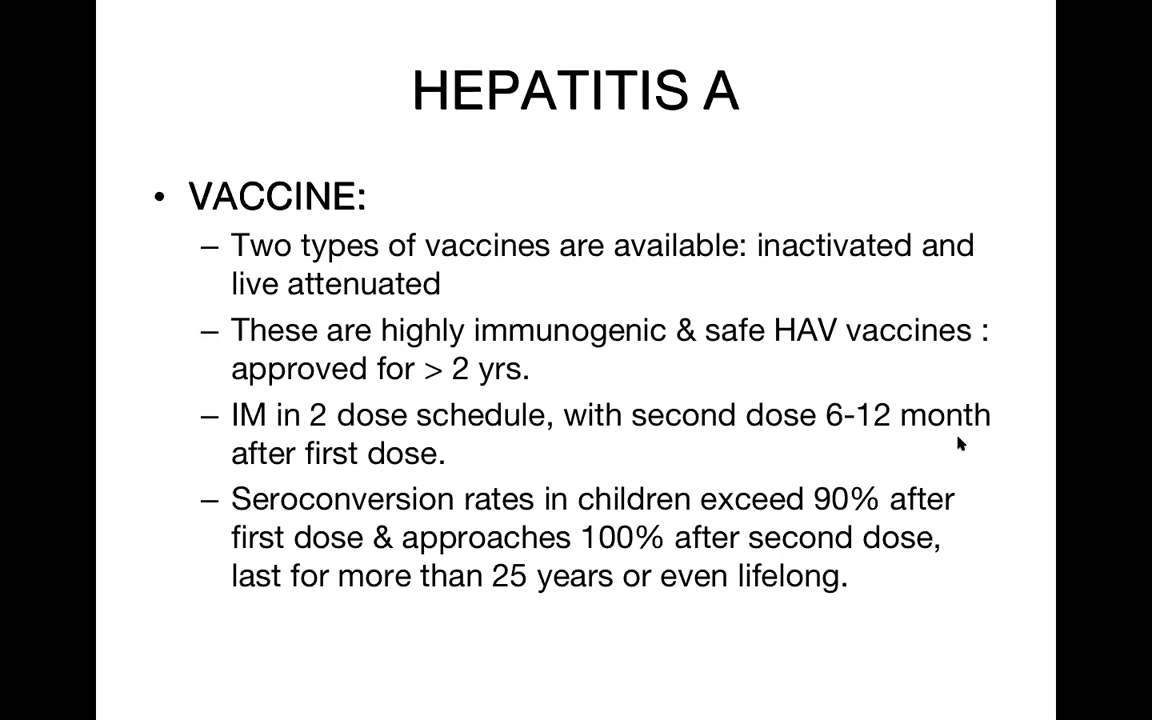 HEPATITIS A
• VACCINE:
– Two types of vaccines are available: inactivated and
live attenuated
– These are highly immunogenic & safe HAV vaccines :
approved for > 2 yrs.
– IM in 2 dose schedule, with second dose 6-12 month
after first dose.
– Seroconversion rates in children exceed 90% after
first dose & approaches 100% after second dose,
last for more than 25 years or even lifelong.